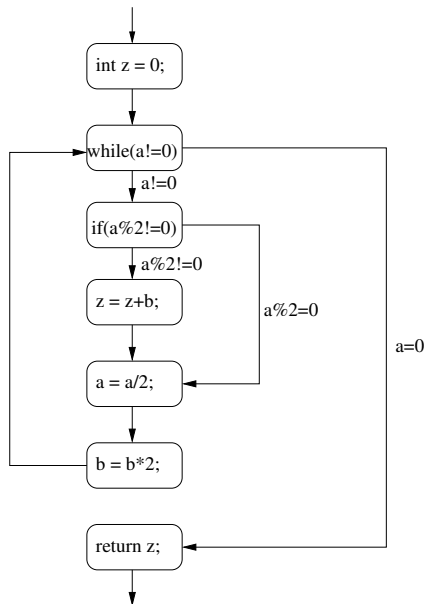 int z = 0;
while(a!=0)
a!=0
if(a%2!=0)
a%2!=0
z = z+b;
a%2=0
a=0
a = a/2;
b = b*2;
return z;